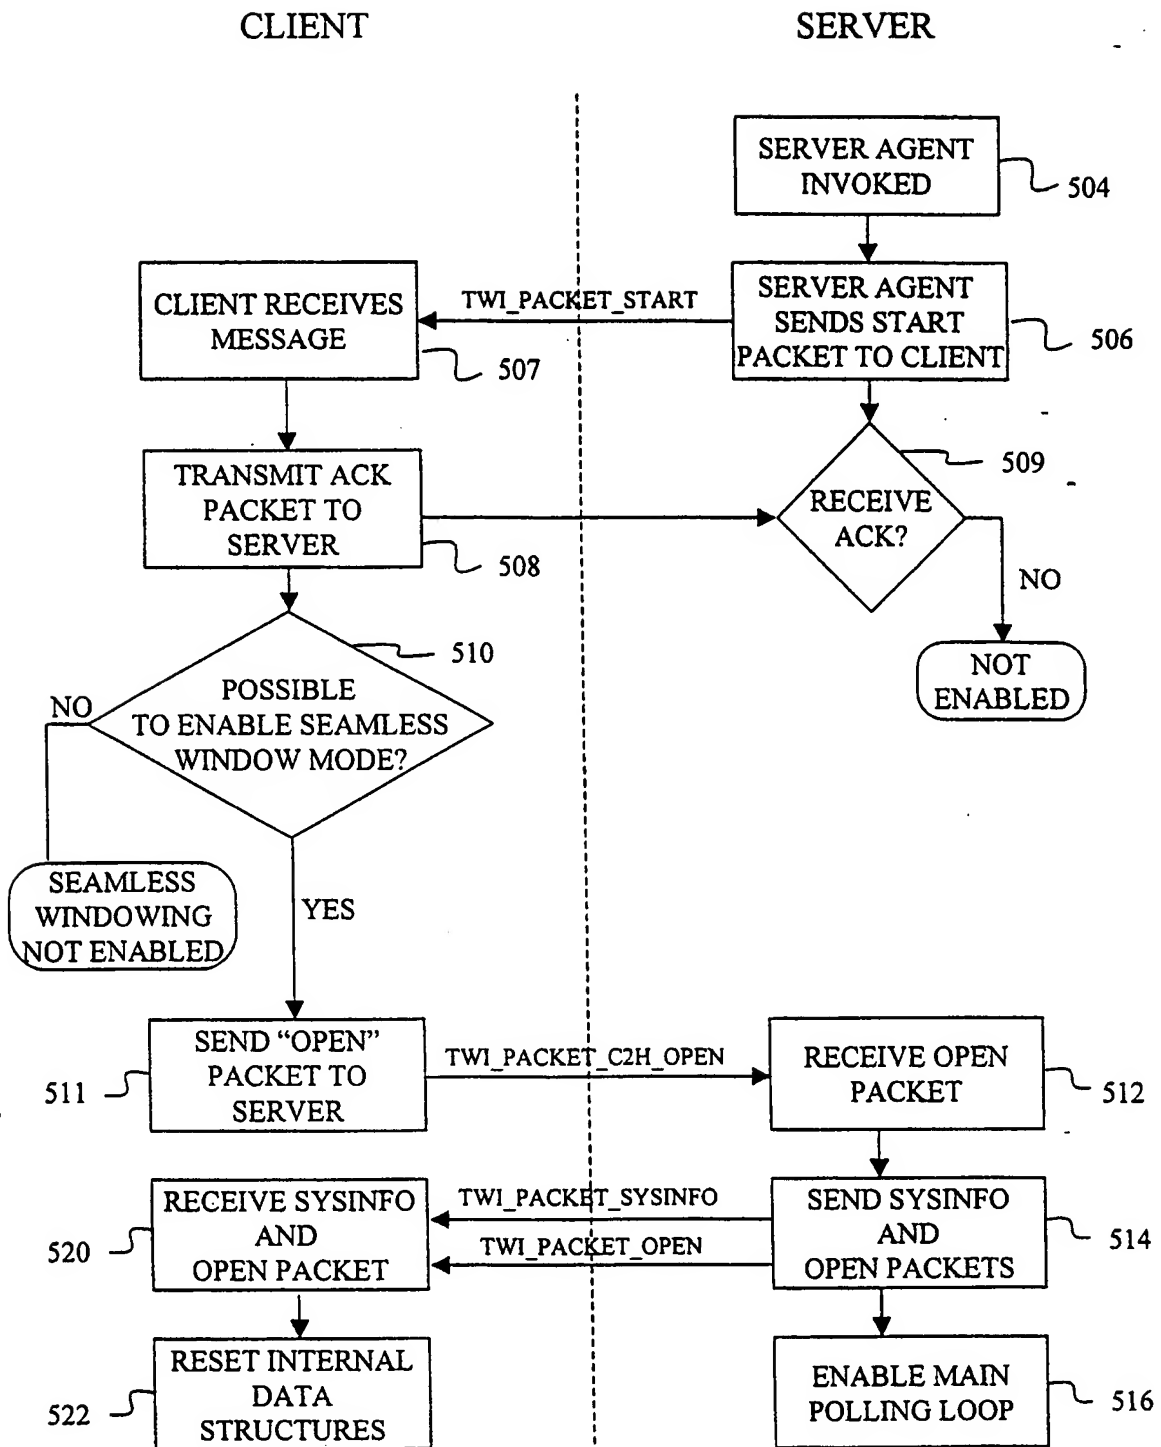 CLIENT
SERVER
SERVER AGENT
INVOKED
504
CLIENT RECEIVES
MESSAGE
507
TWI_PACKET_START
SERVER AGENT
SENDS START
PACKET TO CLIENT
506
TRANSMIT ACK
PACKET TO
SERVER
508
RECEIVE
ACK?
509
NO
NOT
ENABLED
POSSIBLE
TO ENABLE SEAMLESS
WINDOW MODE?
510
NO
SEAMLESS
WINDOWING
NOT ENABLED
YES
SEND “OPEN”
PACKET TO
SERVER
511
TWI_PACKET_C2H_OPEN
RECEIVE OPEN
PACKET
512
RECEIVE SYSINFO
AND
OPEN PACKET
520
TWI_PACKET_SYSINFO
TWI_PACKET_OPEN
SEND SYSINFO
AND
OPEN PACKETS
514
RESET INTERNAL
DATA
STRUCTURES
522
ENABLE MAIN
POLLING LOOP
516